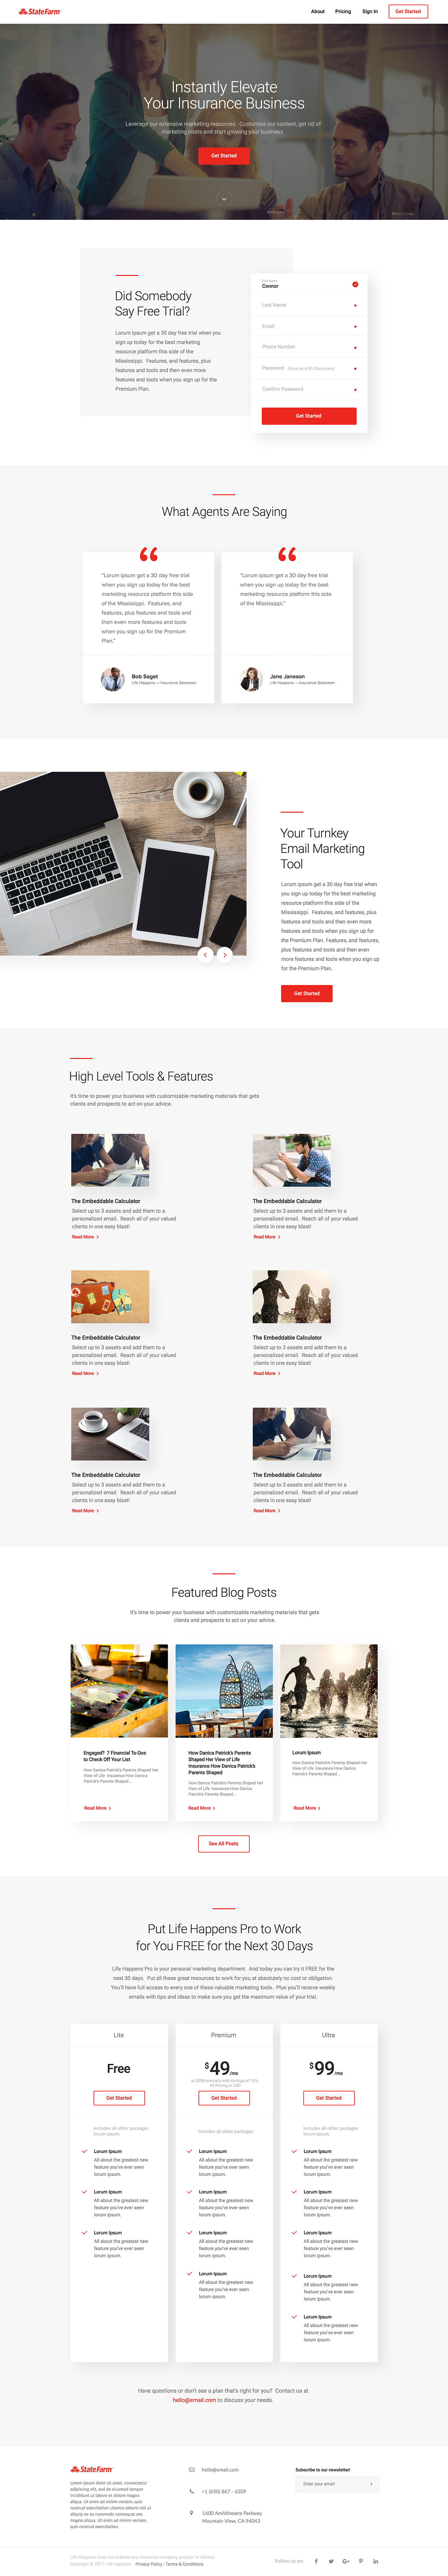 State Farm
About Pricing Sign In Get Started
Instantly Elevate
Your Insurance Business
Leverage our extensive marketing resources. Customize our content, get rid of
marketing costs and start growing your business.
Get Started
Did Somebody
Say Free Trial?
Lorum ipsum get a 30 day free trial when you
sign up today for the best marketing
resource platform this side of the
Mississippi. Features, and features, plus
features and tools and then even more
features and tools when you sign up for the
Premium Plan.
Connor
Last Name
Email
Phone Number
Password (Must be 6-20 Characters)
Confirm Password
Get Started
What Agents Are Saying
“Lorum ipsum get a 30 day free trial
when you sign up today for the best
marketing resource platform this side
of the Mississippi. Features, and
features, plus features and tools and
then even more features and tools
when you sign up for the Premium
Plan.”
Bob Saget
Life Happens — Insurance Salesmen
“Lorum ipsum get a 30 day free trial
when you sign up today for the best
marketing resource platform this side
of the Mississippi.”
Jane Janeson
Life Happens — Insurance Salesmen
Your Turnkey
Email Marketing
Tool
Lorum ipsum get a 30 day free trial when
you sign up today for the best marketing
resource platform this side of the
Mississippi. Features, and features, plus
features and tools and then even more
features and tools when you sign up for
the Premium Plan. Features, and features,
plus features and tools and then even
more features and tools when you sign up
for the Premium Plan.
Get Started
High Level Tools & Features
It’s time to power your business with customizable marketing materials that gets
clients and prospects to act on your advice.
The Embeddable Calculator
Select up to 3 assets and add them to a
personalized email. Reach all of your valued
clients in one easy blast!
Read More
The Embeddable Calculator
Select up to 3 assets and add them to a
personalized email. Reach all of your valued
clients in one easy blast!
Read More
The Embeddable Calculator
Select up to 3 assets and add them to a
personalized email. Reach all of your valued
clients in one easy blast!
Read More
The Embeddable Calculator
Select up to 3 assets and add them to a
personalized email. Reach all of your valued
clients in one easy blast!
Read More
The Embeddable Calculator
Select up to 3 assets and add them to a
personalized email. Reach all of your valued
clients in one easy blast!
Read More
The Embeddable Calculator
Select up to 3 assets and add them to a
personalized email. Reach all of your valued
clients in one easy blast!
Read More
Featured Blog Posts
It’s time to power your business with customizable marketing materials that gets
clients and prospects to act on your advice.
Engaged? 7 Financial To-Dos
to Check Off Your List
How Danica Patrick’s Parents Shaped Her
View of Life Insurance How Danica
Patrick’s Parents Shaped...
Read More
How Danica Patrick’s Parents
Shaped Her View of Life
Insurance How Danica Patrick’s
Parents Shaped
How Danica Patrick’s Parents Shaped Her
View of Life Insurance How Danica
Patrick’s Parents Shaped...
Read More
Lorum Ipsum
How Danica Patrick’s Parents Shaped Her
View of Life Insurance How Danica
Patrick’s Parents Shaped...
Read More
See All Posts
Put Life Happens Pro to Work
for You FREE for the Next 30 Days
Life Happens Pro is your personal marketing department. And today you can try it FREE for the
next 30 days. Put all these great resources to work for you at absolutely no cost or obligation.
You’ll have full access to every one of these valuable marketing tools. Plus you’ll receive weekly
emails with tips and ideas to make sure you get the maximum value of your trial.
Lite
Free
Get Started
Includes all other packages
lorum ipsum.
Lorum Ipsum
All about the greatest new
feature you’ve ever seen
lorum ipsum.
Lorum Ipsum
All about the greatest new
feature you’ve ever seen
lorum ipsum.
Lorum Ipsum
All about the greatest new
feature you’ve ever seen
lorum ipsum.
Premium
$49/mo
Get Started
Includes all other packages
Lorum Ipsum
All about the greatest new
feature you’ve ever seen
lorum ipsum.
Lorum Ipsum
All about the greatest new
feature you’ve ever seen
lorum ipsum.
Lorum Ipsum
All about the greatest new
feature you’ve ever seen
lorum ipsum.
Lorum Ipsum
All about the greatest new
feature you’ve ever seen
lorum ipsum.
Ultra
$99/mo
Get Started
Includes all other packages
lorum ipsum.
Lorum Ipsum
All about the greatest new
feature you’ve ever seen
lorum ipsum.
Lorum Ipsum
All about the greatest new
feature you’ve ever seen
lorum ipsum.
Lorum Ipsum
All about the greatest new
feature you’ve ever seen
lorum ipsum.
Lorum Ipsum
All about the greatest new
feature you’ve ever seen
lorum ipsum.
Lorum Ipsum
All about the greatest new
feature you’ve ever seen
lorum ipsum.
Have questions or don’t see a plan that’s right for you? Contact us at
hello@email.com to discuss your needs.
State Farm
Lorem ipsum dolor sit amet, consectetur
adipiscing elit, sed do eiusmod tempor
incididunt ut labore et dolore magna
aliqua. Ut enim ad minim veniam, quis
nostrud exercitation ullamco laboris nisi ut
aliquip ex ea commodo consequat ore
magna aliqua. Ut enim ad minim veniam,
quis nostrud exercitation.
hello@email.com
+1 (650) 867 - 6309
1600 Amhitheatre Parkway
Mountain View, CA 94043
Subscribe to our newsletter!
Enter your email
Life Happens does not endorse any insurance company, product or advisor.
Copyright © 2017 Life Happens Privacy Policy | Terms & Conditions
Follow us on: